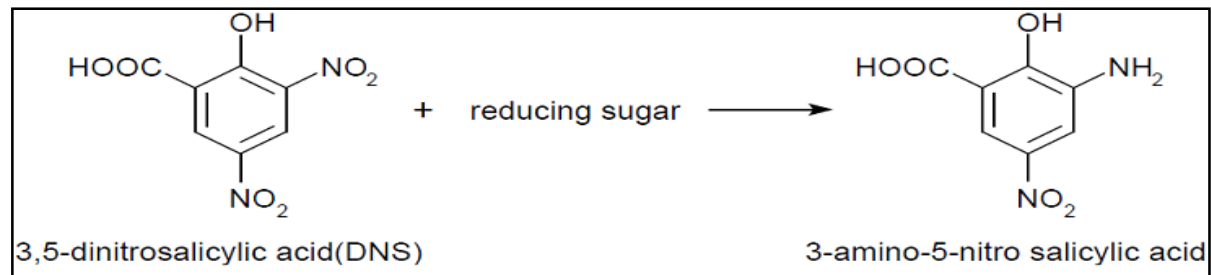 OH OH
HOOC NO₂ HOOC NH₂
+ reducing sugar
NO₂ NO₂
3,5-dinitrosalicylic acid(DNS) 3-amino-5-nitro salicylic acid